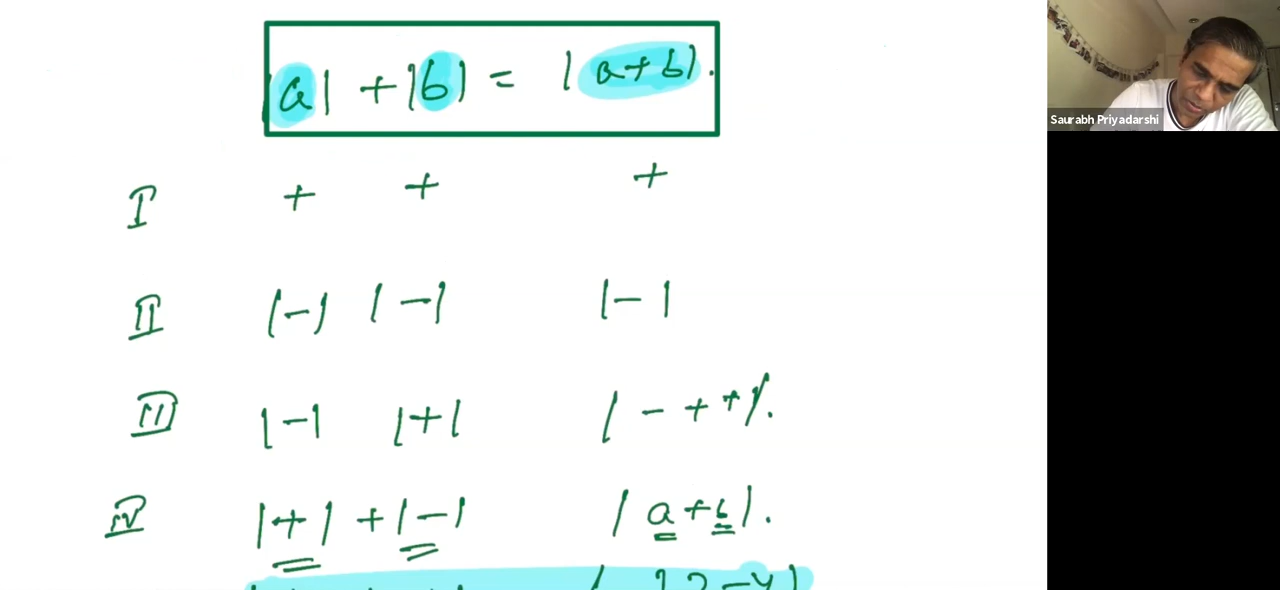 |a| + |b| = |a+b|.
Saurabh Priyadarshi
I + + +
II |-| |-| |-|
III |-| |+| |- + +|.
IV |+| + |-| |a+b|.